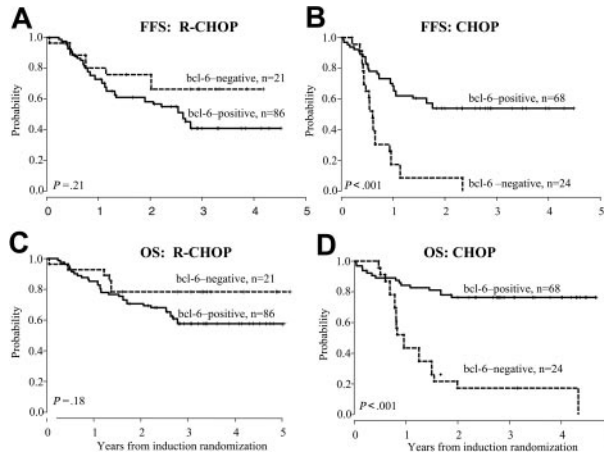 A
FFS: R-CHOP
Probability
1.0
0.8
0.6
0.4
0.2
0.0
bcl-6–negative, n=21
bcl-6–positive, n=86
P=.21
0 1 2 3 4 5
B
FFS: CHOP
Probability
1.0
0.8
0.6
0.4
0.2
0.0
bcl-6–positive, n=68
bcl-6–negative, n=24
P<.001
0 1 2 3 4 5
C
OS: R-CHOP
Probability
1.0
0.8
0.6
0.4
0.2
0.0
bcl-6–negative, n=21
bcl-6–positive, n=86
P=.18
0 1 2 3 4 5
Years from induction randomization
D
OS: CHOP
Probability
1.0
0.8
0.6
0.4
0.2
0.0
bcl-6–positive, n=68
bcl-6–negative, n=24
P<.001
0 1 2 3 4 5
Years from induction randomization